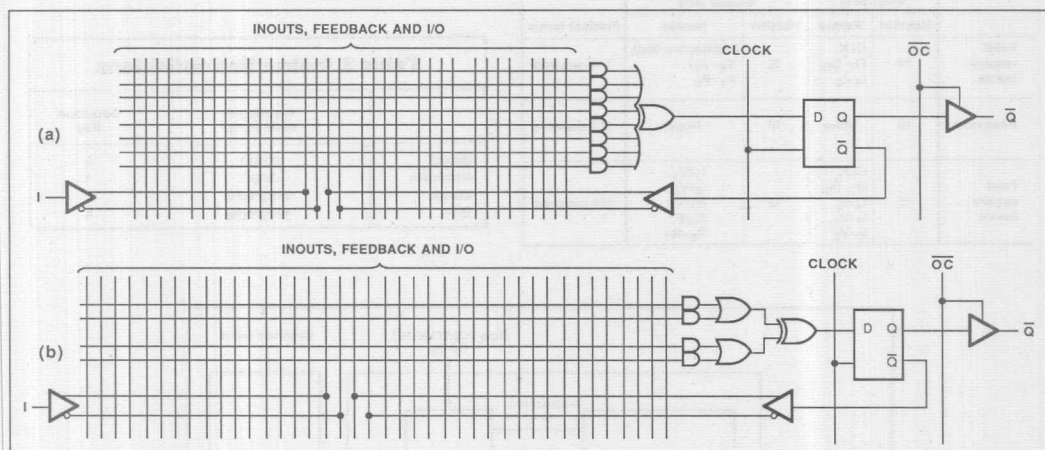 INOUTS, FEEDBACK AND I/O
CLOCK
OC
D Q
Q
Q
(a)
I
INOUTS, FEEDBACK AND I/O
CLOCK
OC
D Q
Q
Q
(b)
I